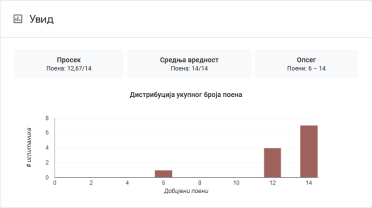 Увид
Просек
Поена: 12,67/14
Средња вредност
Поена: 14/14
Опсег
Поени: 6 – 14
Дистрибуција укупног броја поена
# испитаника
8
6
4
2
0
0 2 4 6 8 10 12 14
Добијени поени